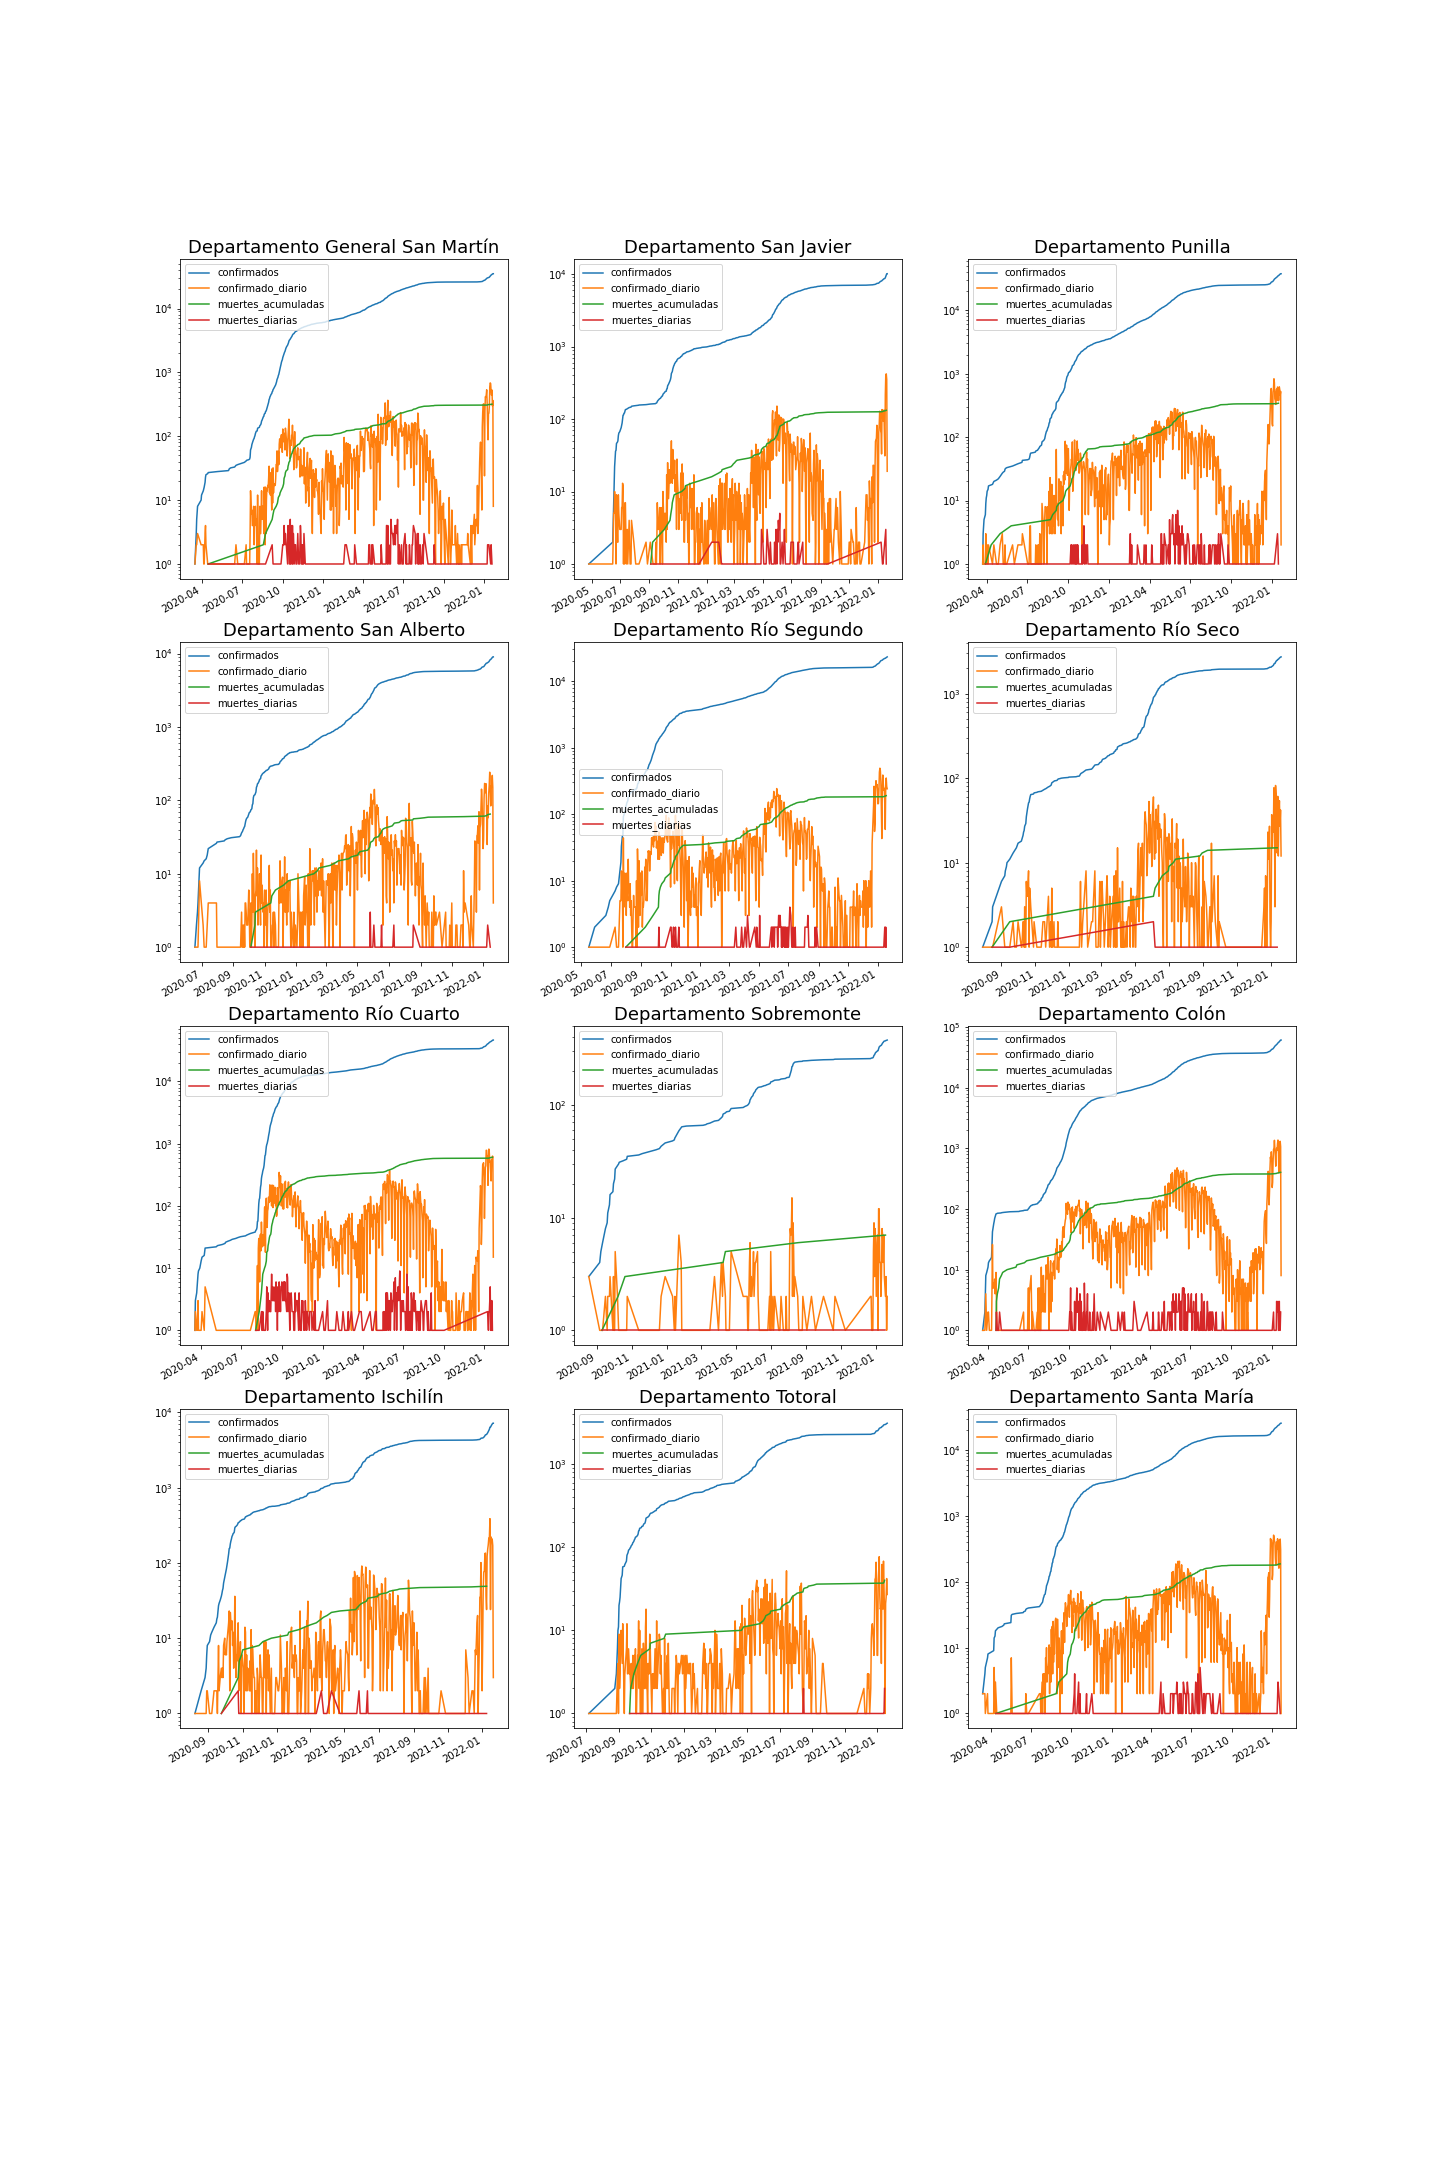 Departamento General San Martín
confirmados
confirmado_diario
muertes_acumuladas
muertes_diarias
10⁴
10³
10²
10¹
10⁰
2020-04
2020-07
2020-10
2021-01
2021-04
2021-07
2021-10
2022-01
Departamento San Javier
confirmados
confirmado_diario
muertes_acumuladas
muertes_diarias
10⁴
10³
10²
10¹
10⁰
2020-05
2020-07
2020-09
2020-11
2021-01
2021-03
2021-05
2021-07
2021-09
2021-11
2022-01
Departamento Punilla
confirmados
confirmado_diario
muertes_acumuladas
muertes_diarias
10⁴
10³
10²
10¹
10⁰
2020-04
2020-07
2020-10
2021-01
2021-04
2021-07
2021-10
2022-01
Departamento San Alberto
confirmados
confirmado_diario
muertes_acumuladas
muertes_diarias
10⁴
10³
10²
10¹
10⁰
2020-07
2020-09
2020-11
2021-01
2021-03
2021-05
2021-07
2021-09
2021-11
2022-01
Departamento Río Segundo
confirmados
confirmado_diario
muertes_acumuladas
muertes_diarias
10⁴
10³
10²
10¹
10⁰
2020-05
2020-07
2020-09
2020-11
2021-01
2021-03
2021-05
2021-07
2021-09
2021-11
2022-01
Departamento Río Seco
confirmados
confirmado_diario
muertes_acumuladas
muertes_diarias
10³
10²
10¹
10⁰
2020-09
2020-11
2021-01
2021-03
2021-05
2021-07
2021-09
2021-11
2022-01
Departamento Río Cuarto
confirmados
confirmado_diario
muertes_acumuladas
muertes_diarias
10⁴
10³
10²
10¹
10⁰
2020-04
2020-07
2020-10
2021-01
2021-04
2021-07
2021-10
2022-01
Departamento Sobremonte
confirmados
confirmado_diario
muertes_acumuladas
muertes_diarias
10²
10¹
10⁰
2020-09
2020-11
2021-01
2021-03
2021-05
2021-07
2021-09
2021-11
2022-01
Departamento Colón
confirmados
confirmado_diario
muertes_acumuladas
muertes_diarias
10⁵
10⁴
10³
10²
10¹
10⁰
2020-04
2020-07
2020-10
2021-01
2021-04
2021-07
2021-10
2022-01
Departamento Ischilín
confirmados
confirmado_diario
muertes_acumuladas
muertes_diarias
10⁴
10³
10²
10¹
10⁰
2020-09
2020-11
2021-01
2021-03
2021-05
2021-07
2021-09
2021-11
2022-01
Departamento Totoral
confirmados
confirmado_diario
muertes_acumuladas
muertes_diarias
10³
10²
10¹
10⁰
2020-07
2020-09
2020-11
2021-01
2021-03
2021-05
2021-07
2021-09
2021-11
2022-01
Departamento Santa María
confirmados
confirmado_diario
muertes_acumuladas
muertes_diarias
10⁴
10³
10²
10¹
10⁰
2020-04
2020-07
2020-10
2021-01
2021-04
2021-07
2021-10
2022-01